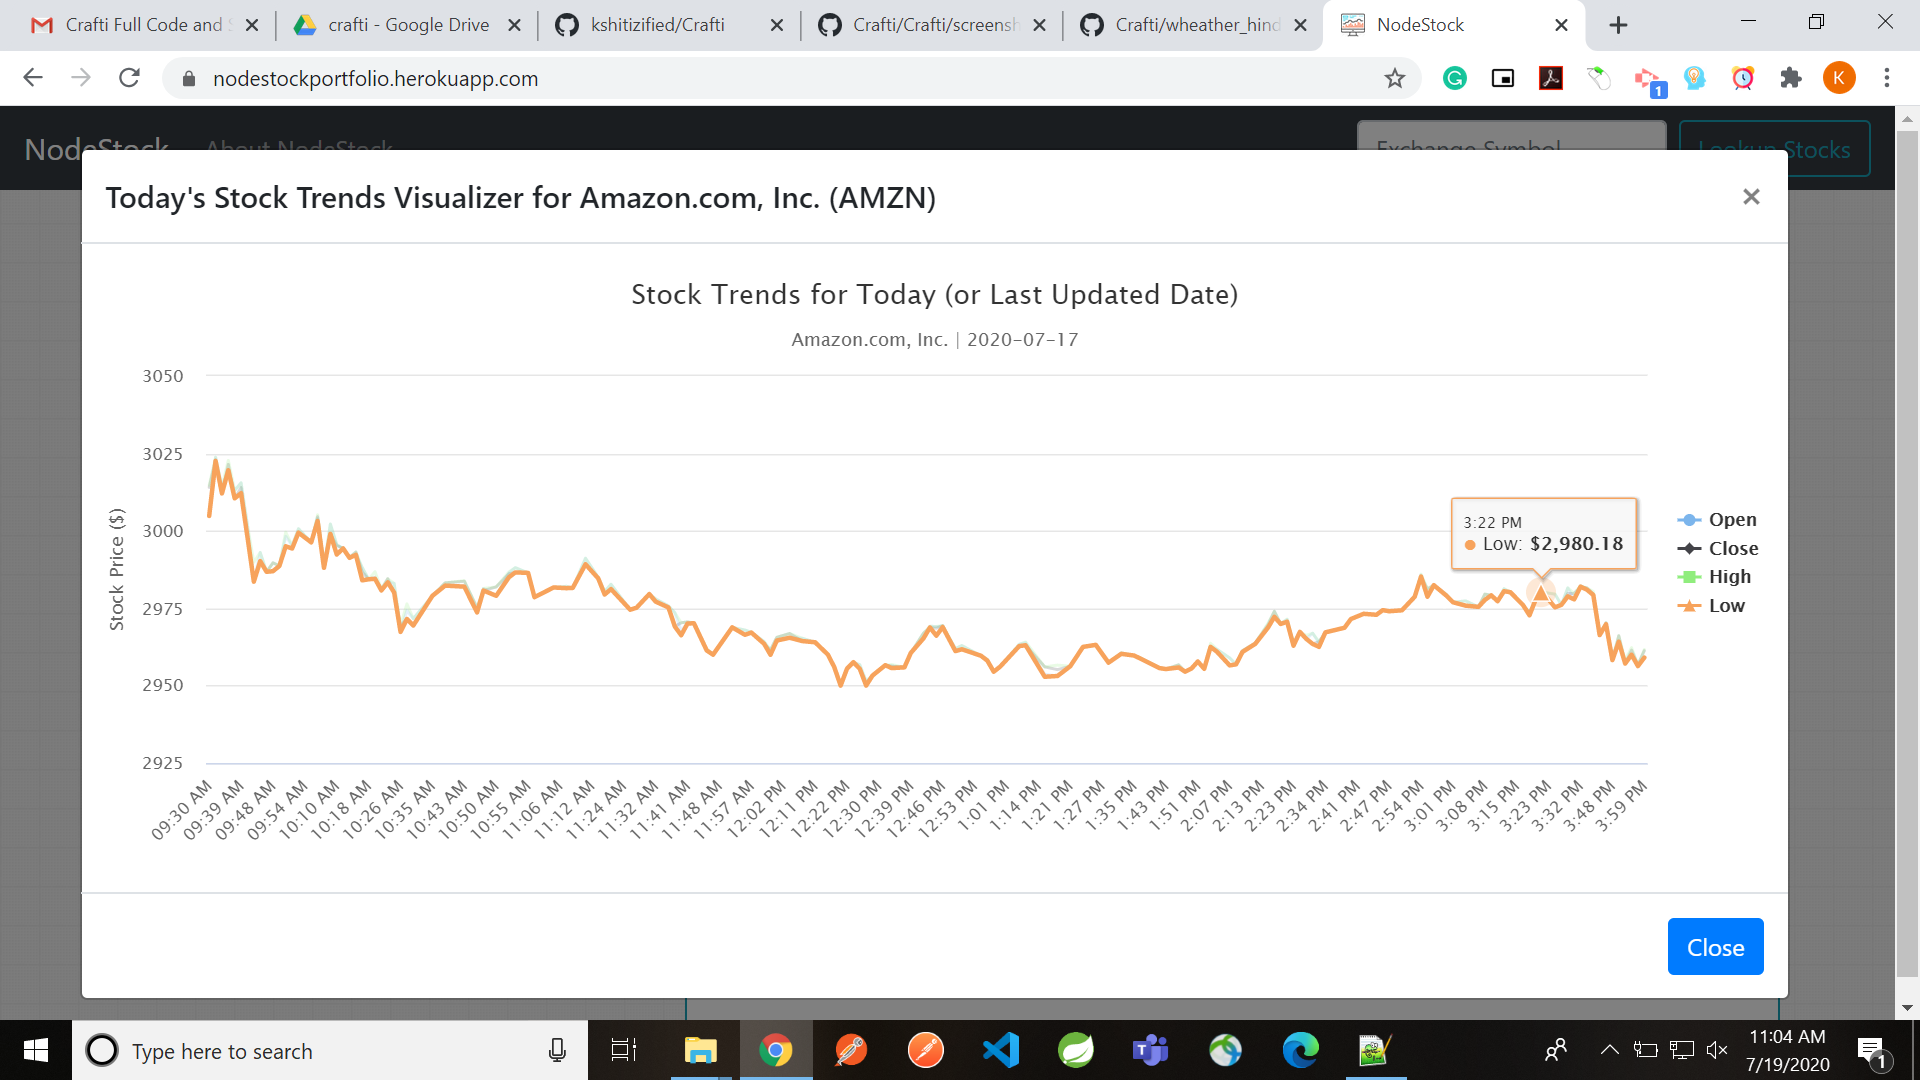 Crafti Full Code and
crafti - Google Drive
kshitizified/Crafti
Crafti/Crafti/screensh
Crafti/wheather_hind
NodeStock
nodestockportfolio.herokuapp.com
K
1
NodeStock
About NodeStock
Exchange Symbol
Lookup Stocks
Today's Stock Trends Visualizer for Amazon.com, Inc. (AMZN)
×
Stock Trends for Today (or Last Updated Date)
Amazon.com, Inc. | 2020-07-17
Stock Price ($)
3050
3025
3000
2975
2950
2925
3:22 PM
Low: $2,980.18
Open
Close
High
Low
09:30 AM
09:39 AM
09:48 AM
09:54 AM
10:10 AM
10:18 AM
10:26 AM
10:35 AM
10:43 AM
10:50 AM
10:55 AM
11:06 AM
11:12 AM
11:24 AM
11:32 AM
11:41 AM
11:48 AM
11:57 AM
12:02 PM
12:11 PM
12:22 PM
12:30 PM
12:39 PM
12:46 PM
12:53 PM
1:01 PM
1:14 PM
1:21 PM
1:27 PM
1:35 PM
1:43 PM
1:51 PM
2:07 PM
2:13 PM
2:23 PM
2:34 PM
2:41 PM
2:47 PM
2:54 PM
3:01 PM
3:08 PM
3:15 PM
3:23 PM
3:32 PM
3:48 PM
3:59 PM
Close
Type here to search
11:04 AM
7/19/2020
1